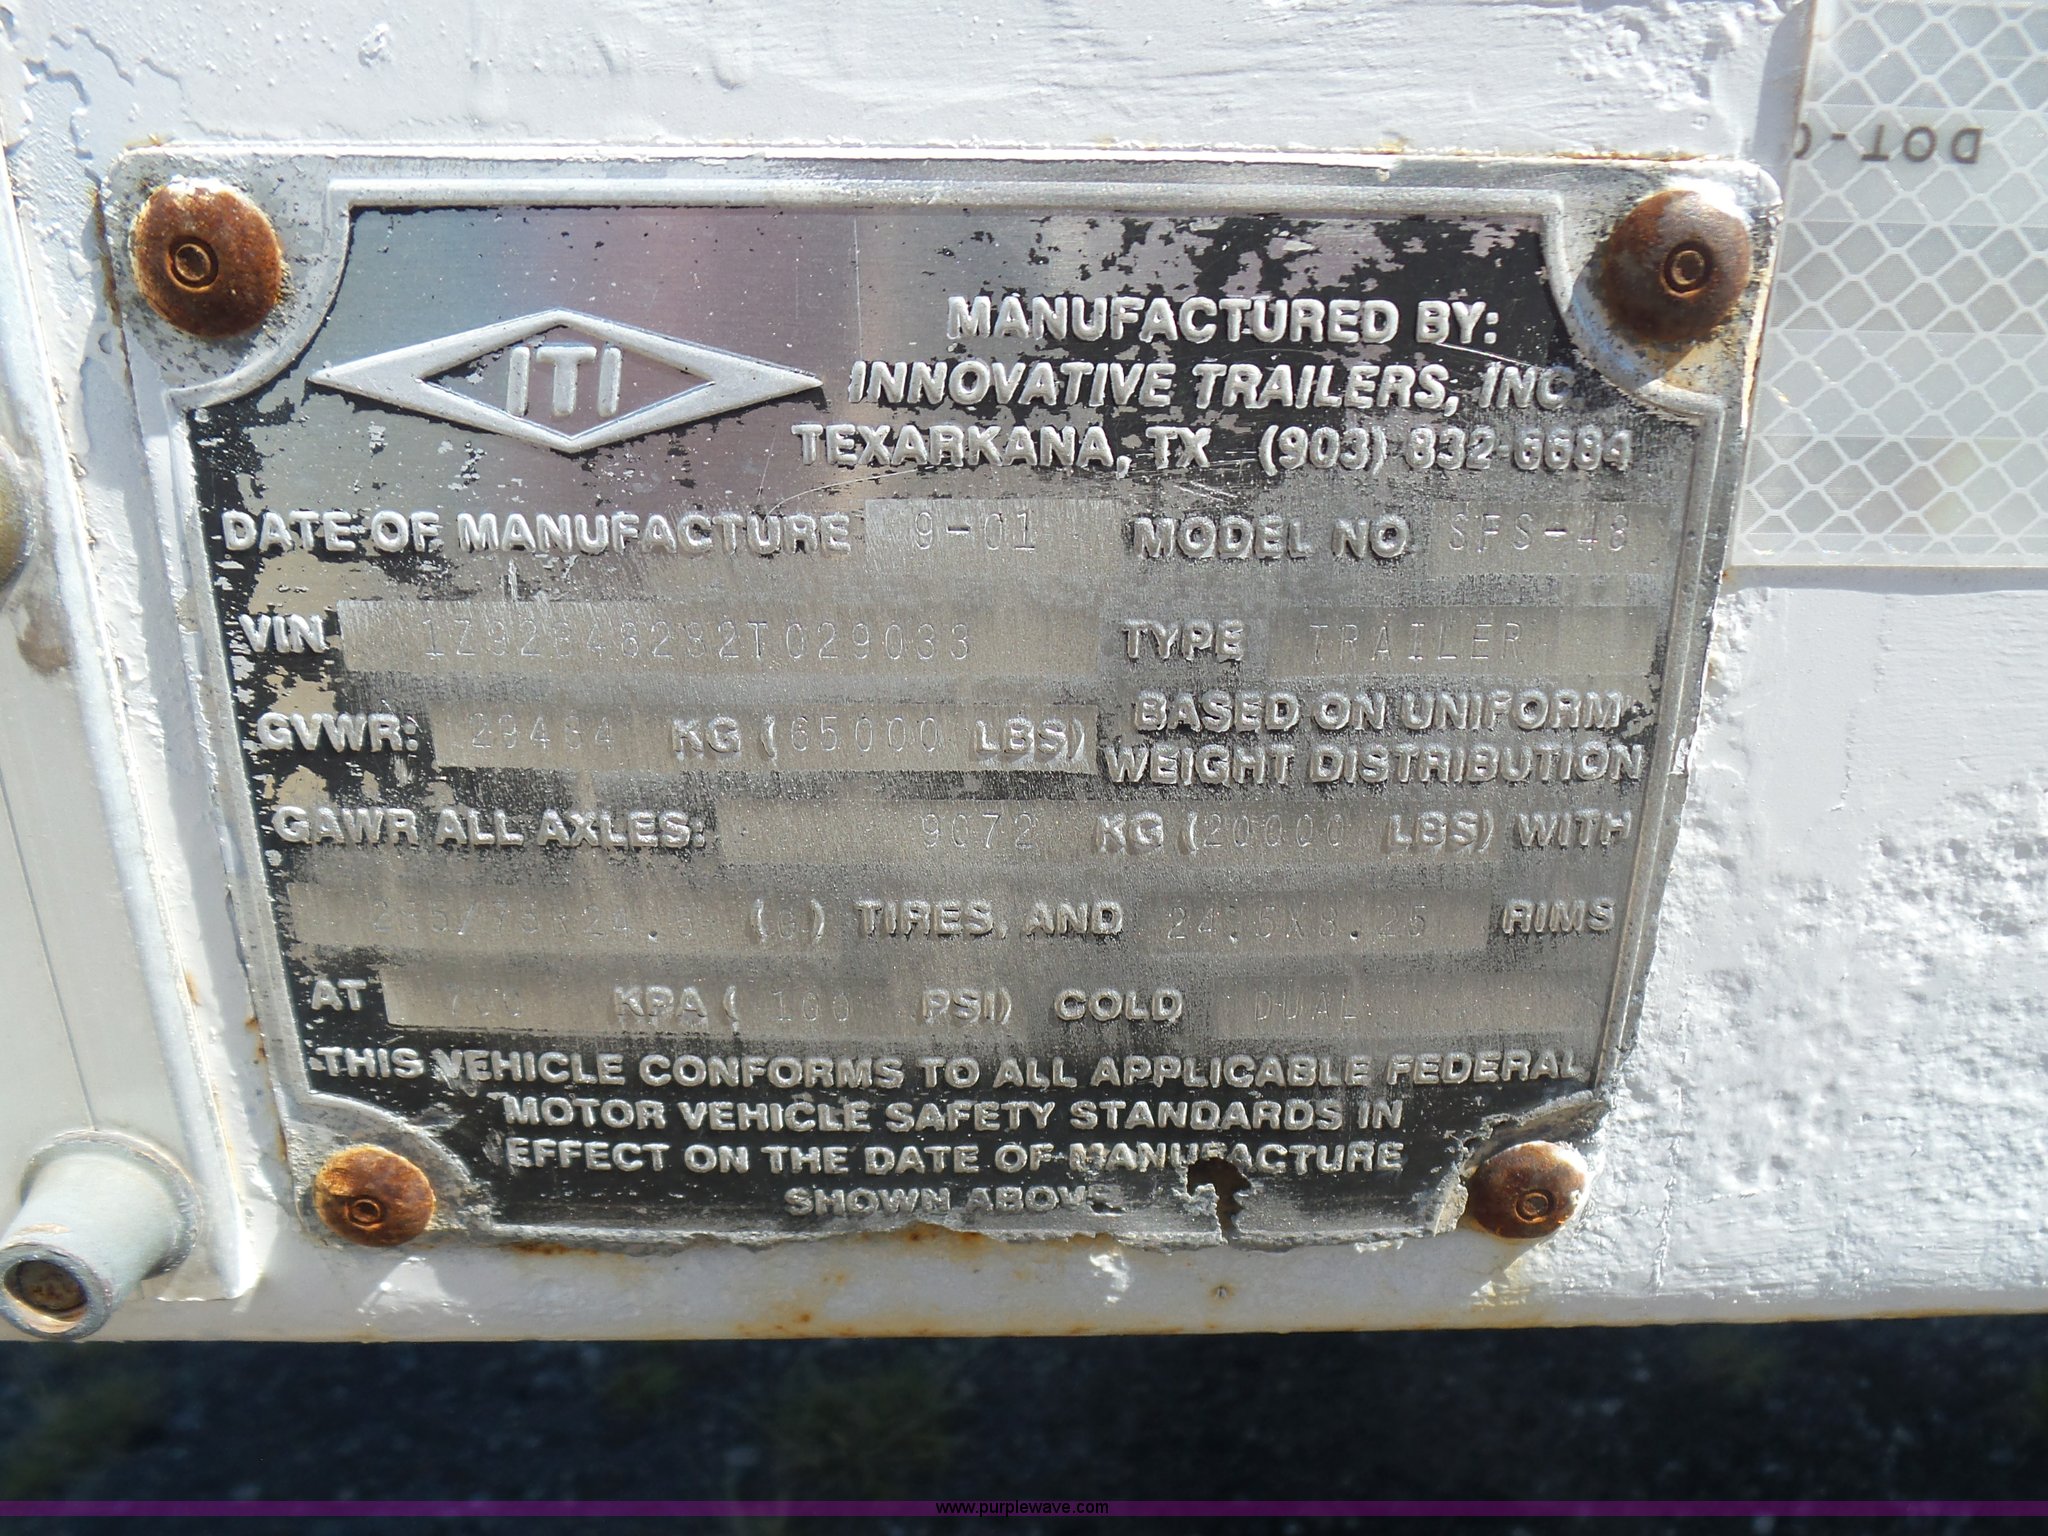 DOT-C
ITI
MANUFACTURED BY:
INNOVATIVE TRAILERS, INC
TEXARKANA, TX (903) 832-6684
DATE OF MANUFACTURE 9-01 MODEL NO SFS-48
VIN TYPE TRAILER
GVWR: 29484 KG (65000 LBS) BASED ON UNIFORM
WEIGHT DISTRIBUTION
GAWR ALL AXLES: 9072 KG (20000 LBS) WITH
TIRES, AND 24.5X8.25 RIMS
AT KPA ( 100 PSI) COLD DUAL
THIS VEHICLE CONFORMS TO ALL APPLICABLE FEDERAL
MOTOR VEHICLE SAFETY STANDARDS IN
EFFECT ON THE DATE OF MANUFACTURE
SHOWN ABOVE
www.purplewave.com